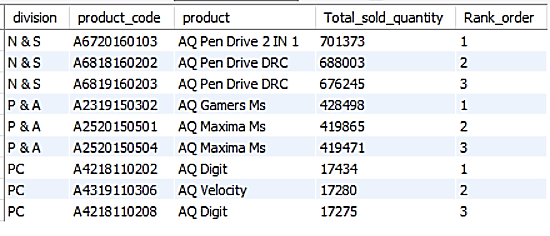 division product_code product Total_sold_quantity Rank_order
N & S A6720160103 AQ Pen Drive 2 IN 1 701373 1
N & S A6818160202 AQ Pen Drive DRC 688003 2
N & S A6819160203 AQ Pen Drive DRC 676245 3
P & A A2319150302 AQ Gamers Ms 428498 1
P & A A2520150501 AQ Maxima Ms 419865 2
P & A A2520150504 AQ Maxima Ms 419471 3
PC A4218110202 AQ Digit 17434 1
PC A4319110306 AQ Velocity 17280 2
PC A4218110208 AQ Digit 17275 3